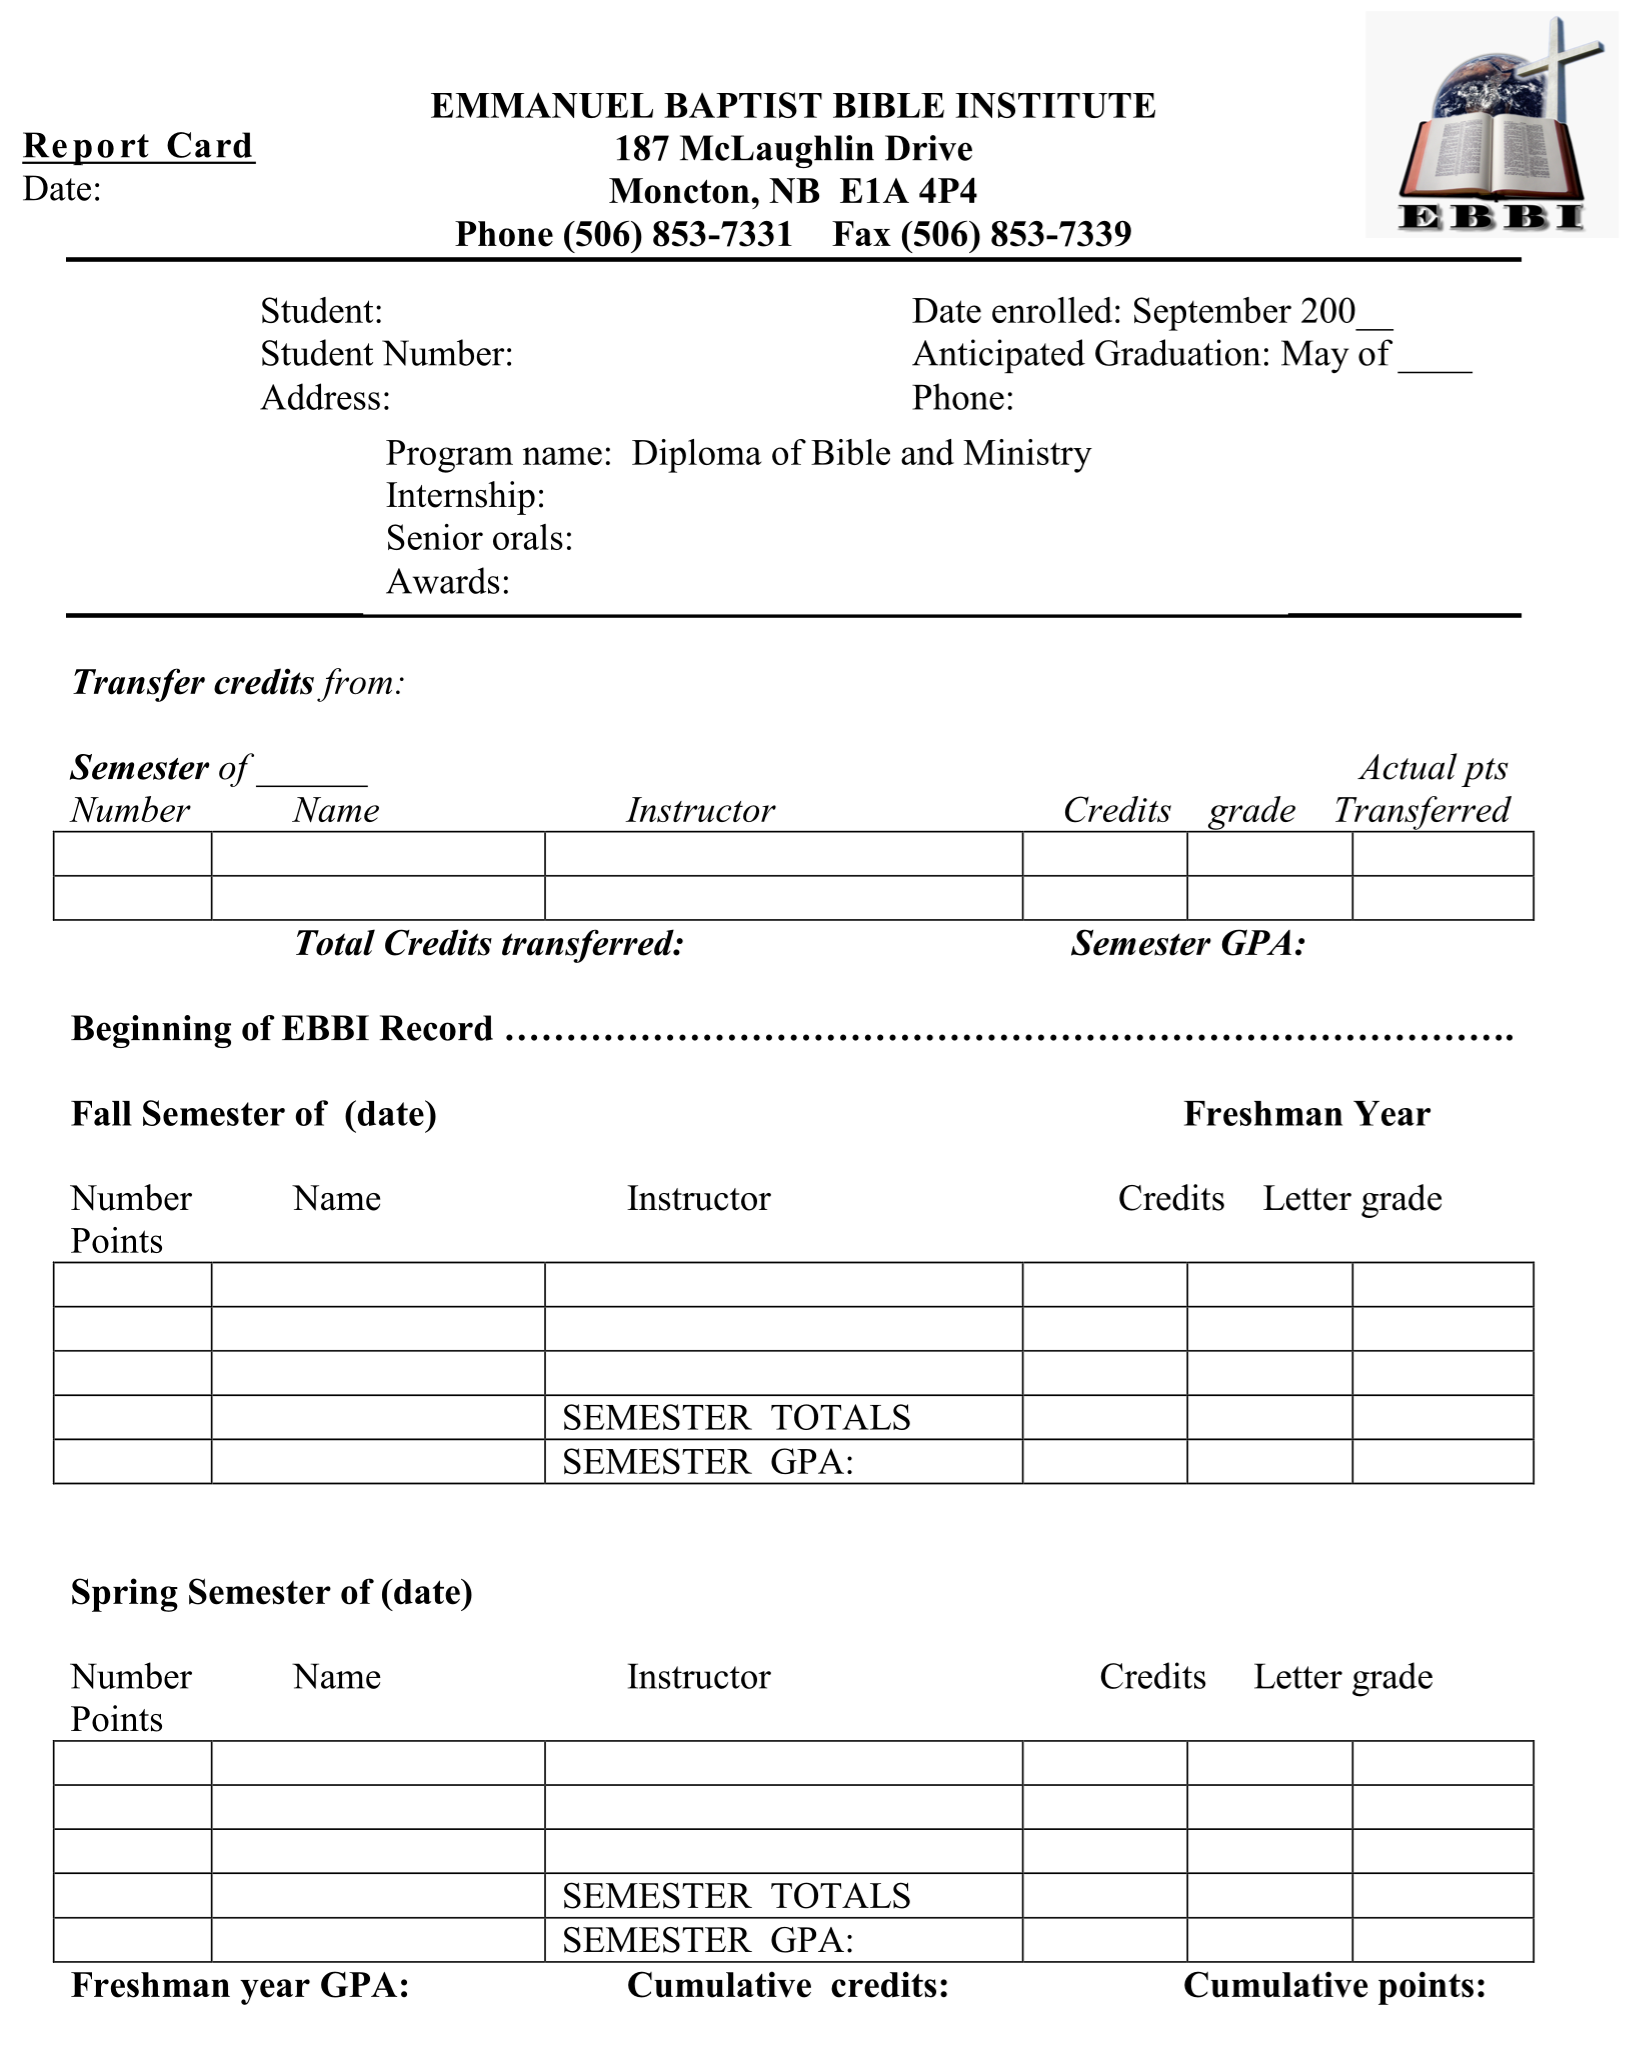 EMMANUEL BAPTIST BIBLE INSTITUTE
187 McLaughlin Drive
Moncton, NB  E1A 4P4
Phone (506) 853-7331    Fax (506) 853-7339
Report Card
Date:
EBBI
Student:
Student Number:
Address:
Date enrolled: September 200__
Anticipated Graduation: May of ____
Phone:
Program name:  Diploma of Bible and Ministry
Internship:
Senior orals:
Awards:
Transfer credits from:
Semester of ______ Actual pts
Number Name Instructor Credits grade Transferred
Total Credits transferred: Semester GPA:
Beginning of EBBI Record ……………………………………………………………………….
Fall Semester of  (date) Freshman Year
Number Name Instructor Credits Letter grade
Points
SEMESTER  TOTALS
SEMESTER  GPA:
Spring Semester of (date)
Number Name Instructor Credits Letter grade
Points
SEMESTER  TOTALS
SEMESTER  GPA:
Freshman year GPA: Cumulative  credits: Cumulative points: